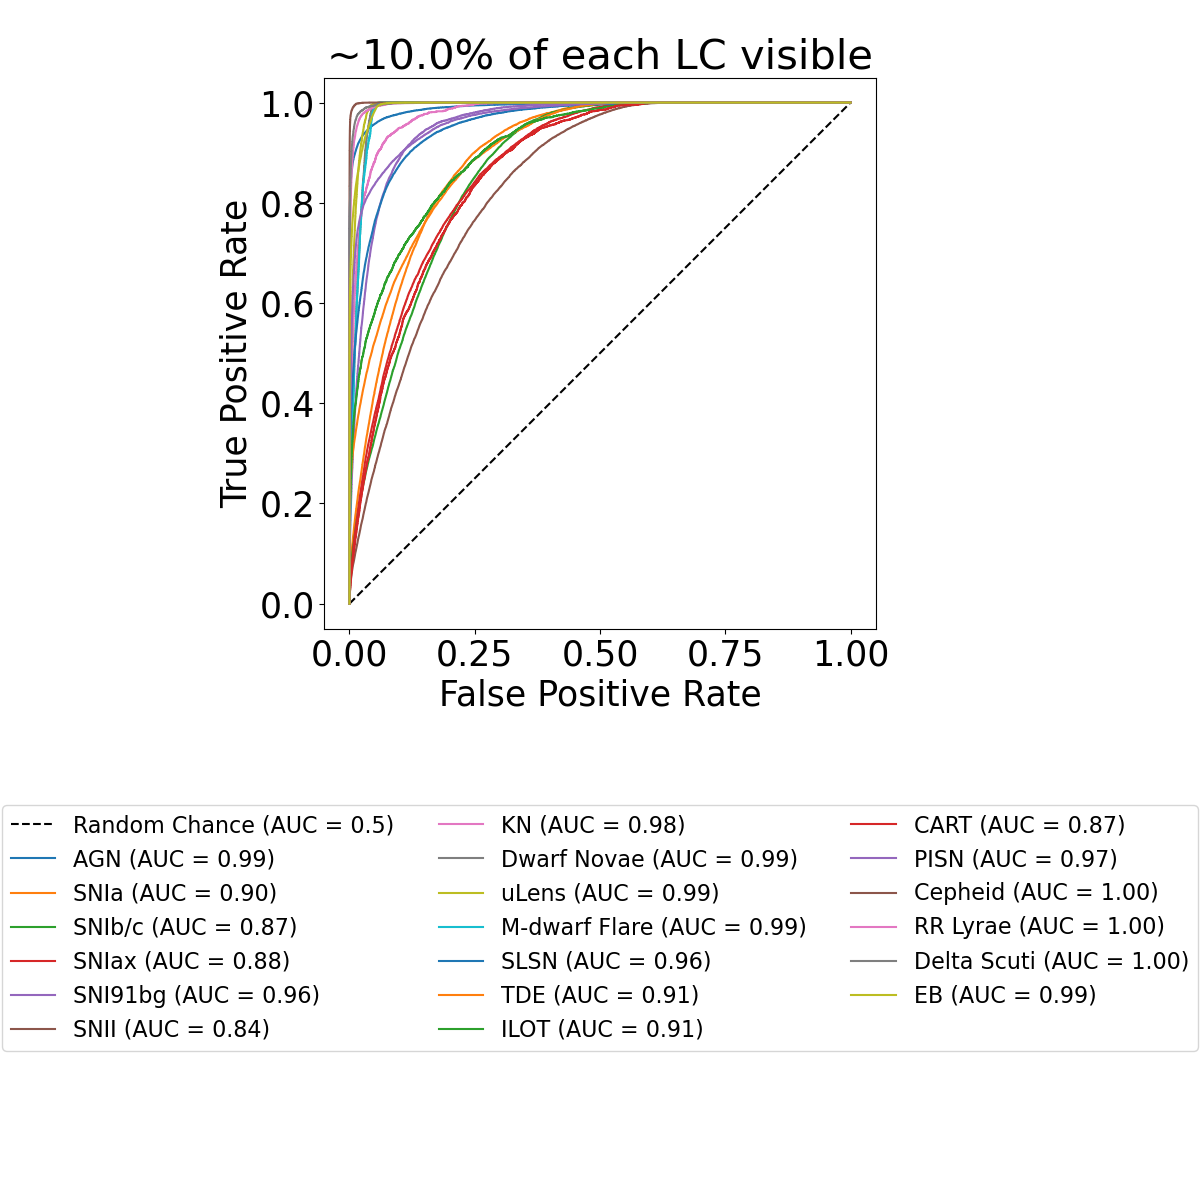 ~10.0% of each LC visible
1.0
0.8
0.6
0.4
0.2
0.0
True Positive Rate
0.00 0.25 0.50 0.75 1.00
False Positive Rate
Random Chance (AUC = 0.5)
AGN (AUC = 0.99)
SNIa (AUC = 0.90)
SNIb/c (AUC = 0.87)
SNIax (AUC = 0.88)
SNI91bg (AUC = 0.96)
SNII (AUC = 0.84)
KN (AUC = 0.98)
Dwarf Novae (AUC = 0.99)
uLens (AUC = 0.99)
M-dwarf Flare (AUC = 0.99)
SLSN (AUC = 0.96)
TDE (AUC = 0.91)
ILOT (AUC = 0.91)
CART (AUC = 0.87)
PISN (AUC = 0.97)
Cepheid (AUC = 1.00)
RR Lyrae (AUC = 1.00)
Delta Scuti (AUC = 1.00)
EB (AUC = 0.99)